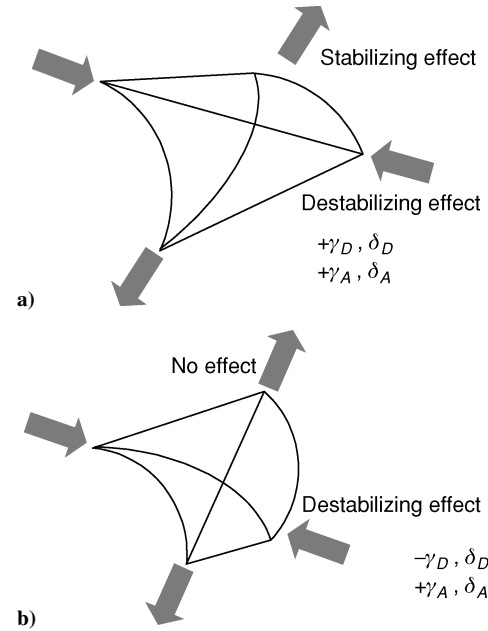 Stabilizing effect
Destabilizing effect
+γD , δD
+γA , δA
a)
No effect
Destabilizing effect
–γD , δD
+γA , δA
b)